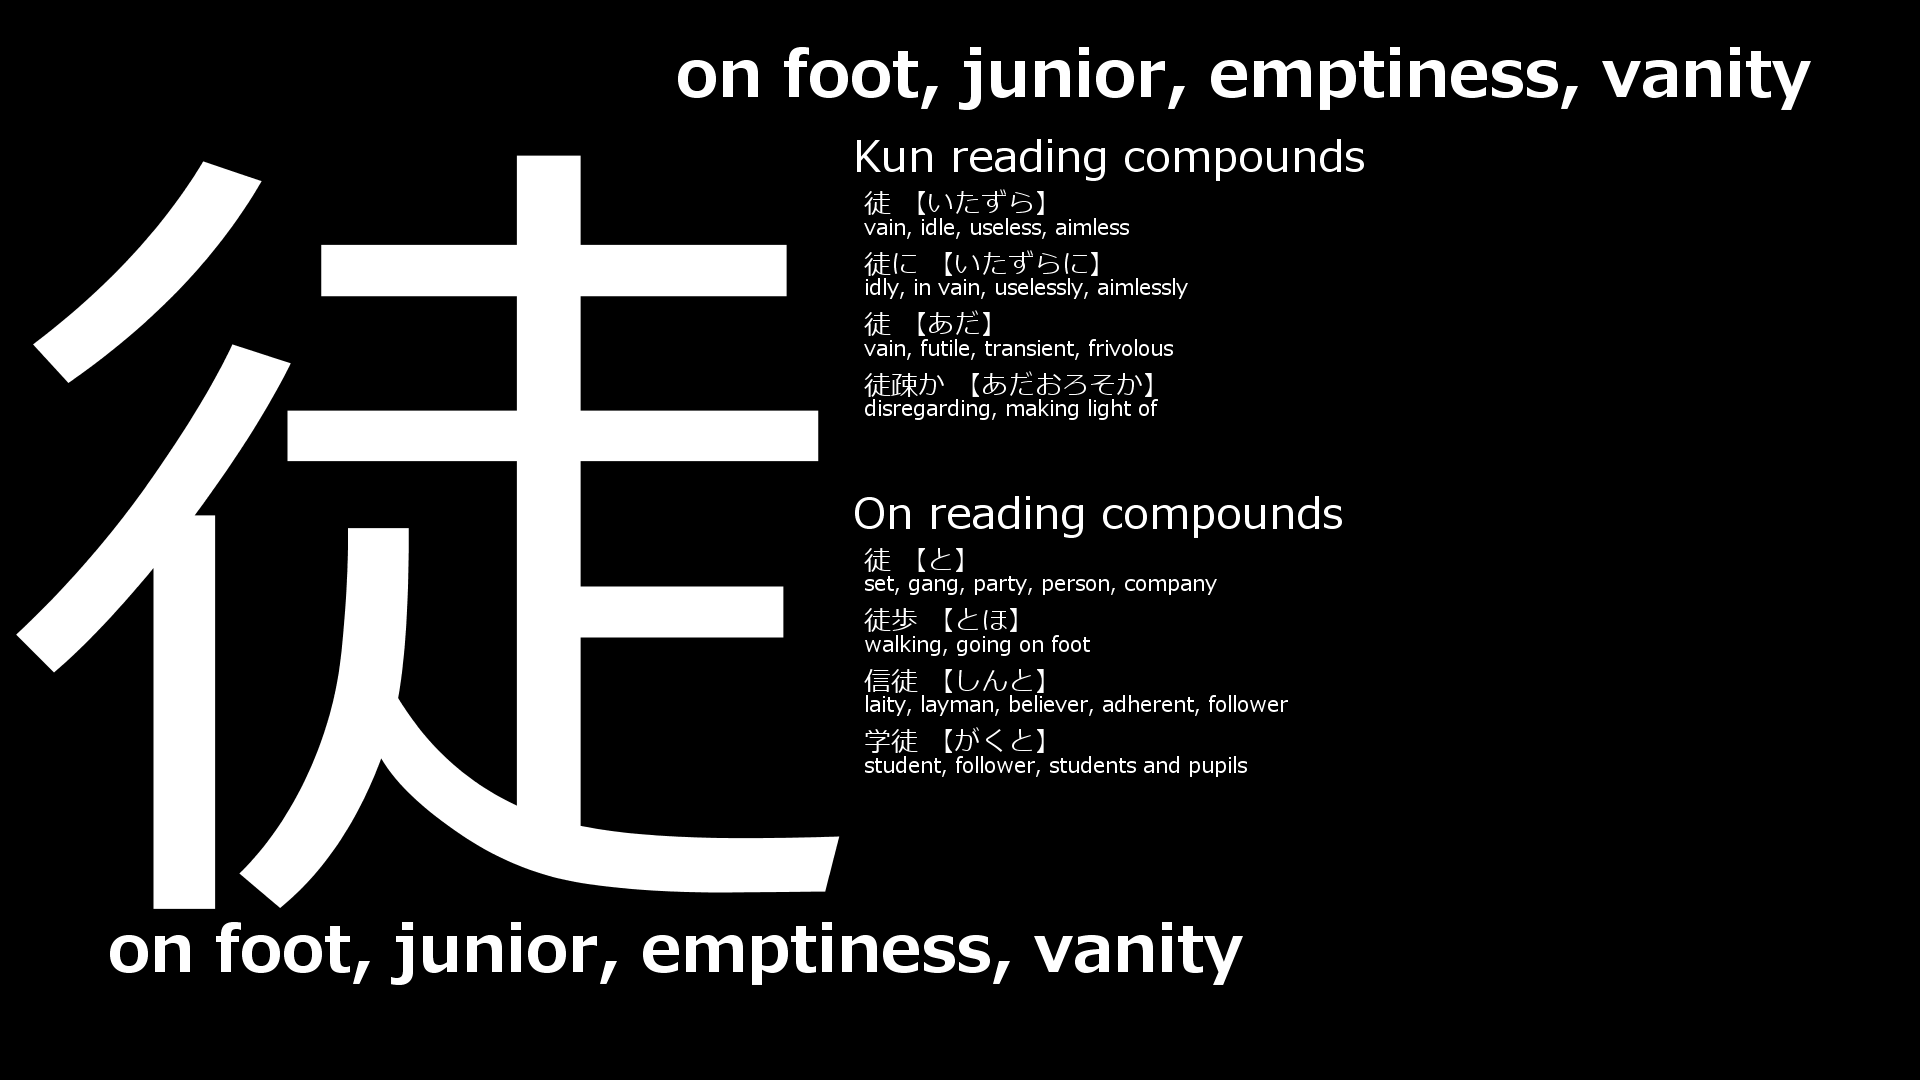 on foot, junior, emptiness, vanity
徒
Kun reading compounds
徒 【いたずら】
vain, idle, useless, aimless
徒に 【いたずらに】
idly, in vain, uselessly, aimlessly
徒 【あだ】
vain, futile, transient, frivolous
徒疎か 【あだおろそか】
disregarding, making light of
On reading compounds
徒 【と】
set, gang, party, person, company
徒歩 【とほ】
walking, going on foot
信徒 【しんと】
laity, layman, believer, adherent, follower
学徒 【がくと】
student, follower, students and pupils
on foot, junior, emptiness, vanity